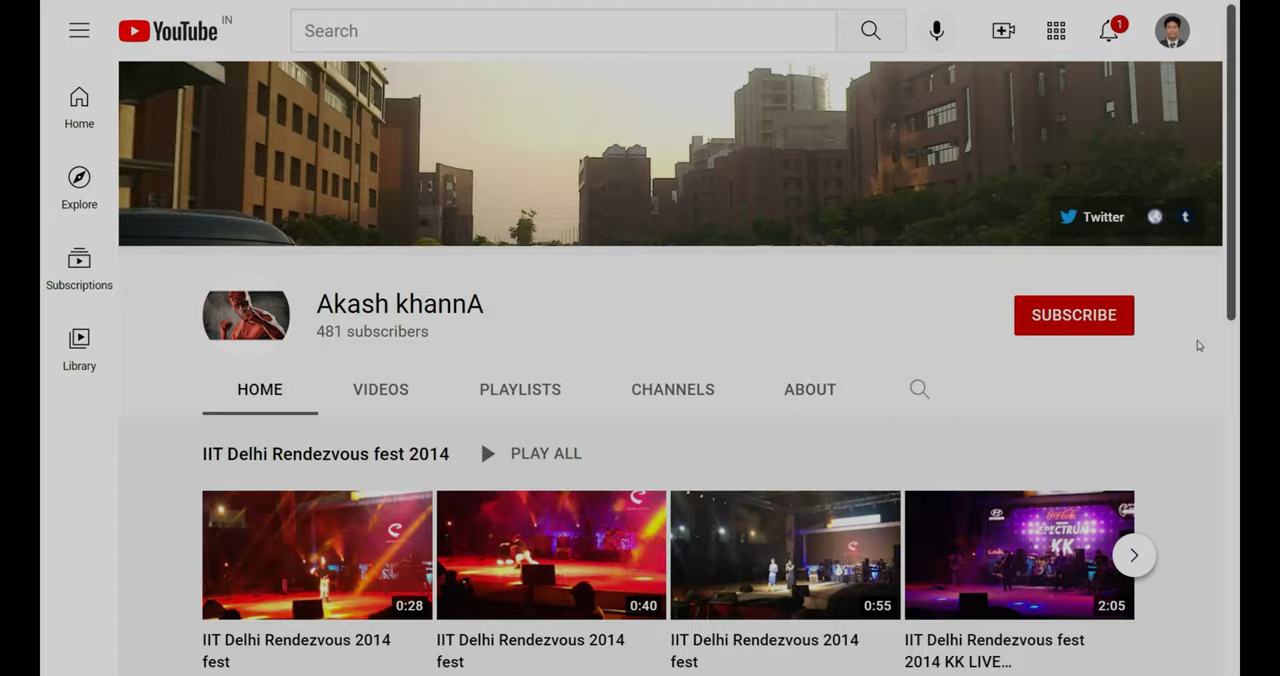 YouTube IN
Search
1
Home
Explore
Subscriptions
Library
Twitter
t
Akash khannA
481 subscribers
SUBSCRIBE
HOME VIDEOS PLAYLISTS CHANNELS ABOUT
IIT Delhi Rendezvous fest 2014 PLAY ALL
Coca-Cola
SPECTRUM
KK
0:28 0:40 0:55 2:05
IIT Delhi Rendezvous 2014 IIT Delhi Rendezvous 2014 IIT Delhi Rendezvous 2014 IIT Delhi Rendezvous fest
fest fest fest 2014 KK LIVE...